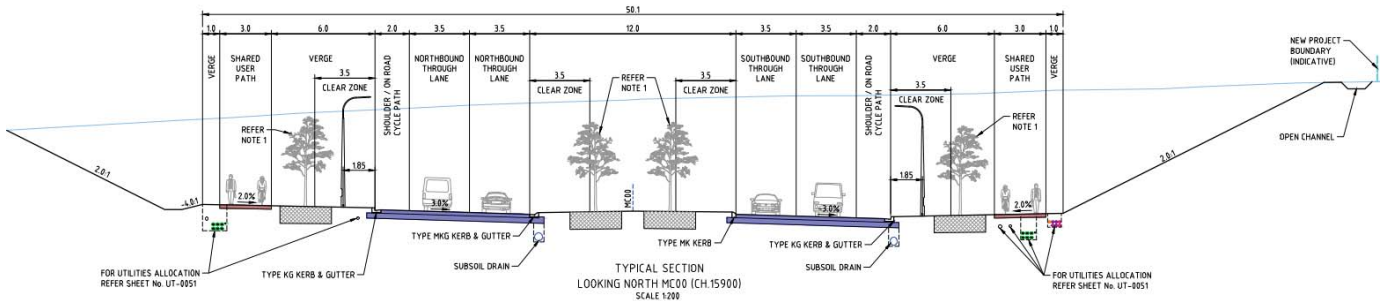 50.1
1.0
3.0
6.0
2.0
3.5
3.5
12.0
3.5
3.5
2.0
6.0
3.0
1.0
VERGE
SHARED
USER
PATH
VERGE
3.5
CLEAR ZONE
SHOULDER / ON ROAD
CYCLE PATH
NORTHBOUND
THROUGH
LANE
NORTHBOUND
THROUGH
LANE
3.5
CLEAR ZONE
REFER
NOTE 1
3.5
CLEAR ZONE
SOUTHBOUND
THROUGH
LANE
SOUTHBOUND
THROUGH
LANE
SHOULDER / ON ROAD
CYCLE PATH
VERGE
3.5
CLEAR ZONE
SHARED
USER
PATH
VERGE
NEW PROJECT
BOUNDARY
(INDICATIVE)
OPEN CHANNEL
REFER
NOTE 1
REFER
NOTE 1
1.85
1.85
2.0:1
2.0:1
-4.0:1
2.0%
3.0%
MC00
-3.0%
2.0%
TYPE MKG KERB & GUTTER
TYPE MK KERB
TYPE KG KERB & GUTTER
FOR UTILITIES ALLOCATION
REFER SHEET No. UT-0051
TYPE KG KERB & GUTTER
SUBSOIL DRAIN
SUBSOIL DRAIN
FOR UTILITIES ALLOCATION
REFER SHEET No. UT-0051
TYPICAL SECTION
LOOKING NORTH MC00 (CH.15900)
SCALE 1:200